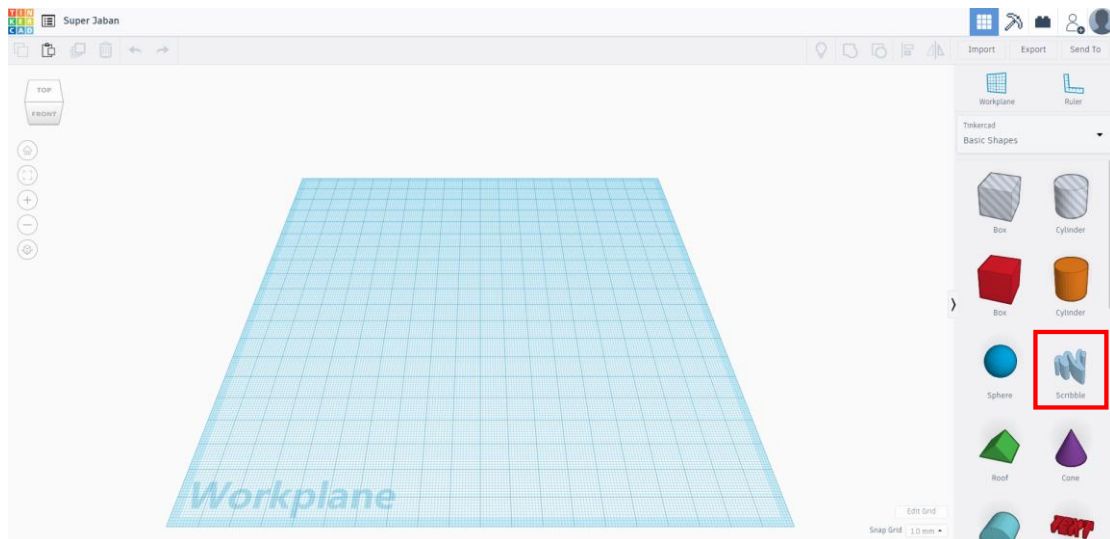 TIN
KER
CAD
Super Jaban
Import Export Send To
TOP
FRONT
Workplane Ruler
Tinkercad
Basic Shapes
Box Cylinder
Box Cylinder
Sphere Scribble
Roof Cone
TEXT
Workplane
Edit Grid
Snap Grid 1.0 mm